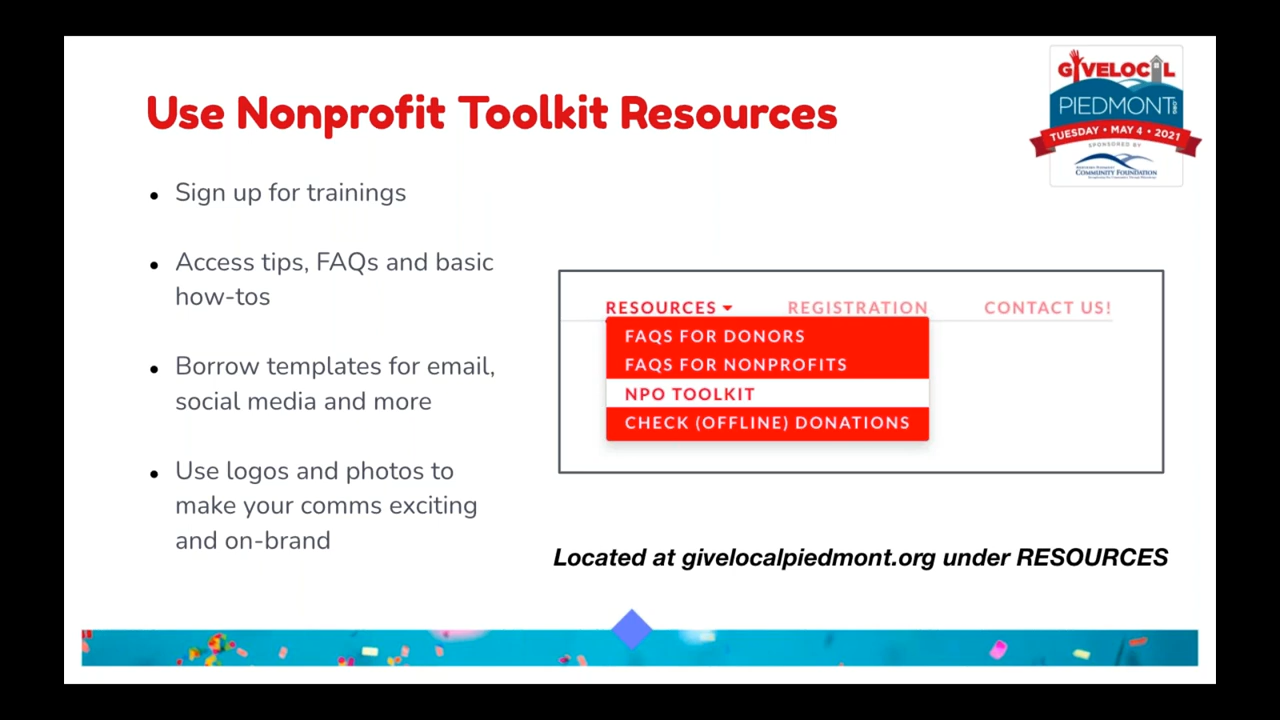 Use Nonprofit Toolkit Resources
GIVELOCAL
PIEDMONT.ORG
TUESDAY • MAY 4 • 2021
SPONSORED BY
COMMUNITY FOUNDATION
• Sign up for trainings
• Access tips, FAQs and basic
how-tos
• Borrow templates for email,
social media and more
• Use logos and photos to
make your comms exciting
and on-brand
RESOURCES REGISTRATION CONTACT US!
FAQS FOR DONORS
FAQS FOR NONPROFITS
NPO TOOLKIT
CHECK (OFFLINE) DONATIONS
Located at givelocalpiedmont.org under RESOURCES